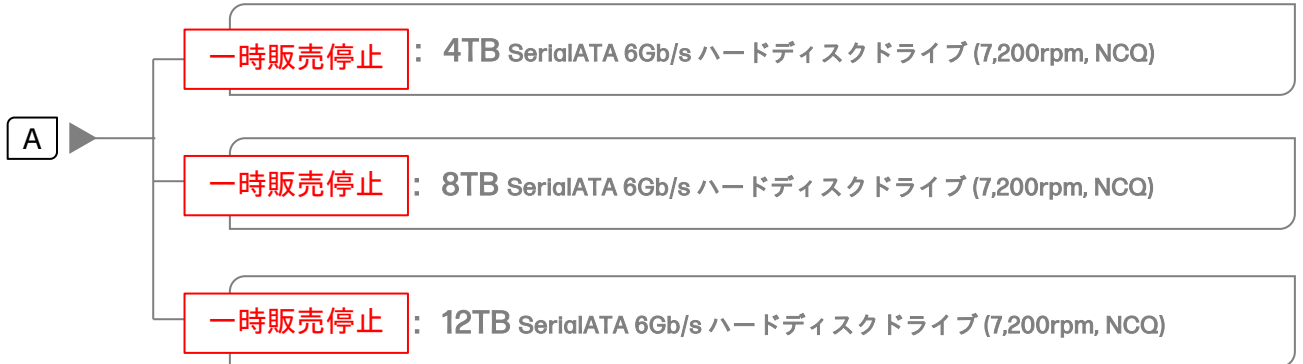 一時販売停止 : 4TB SerialATA 6Gb/s ハードディスクドライブ (7,200rpm, NCQ)
A
一時販売停止 : 8TB SerialATA 6Gb/s ハードディスクドライブ (7,200rpm, NCQ)
一時販売停止 : 12TB SerialATA 6Gb/s ハードディスクドライブ (7,200rpm, NCQ)